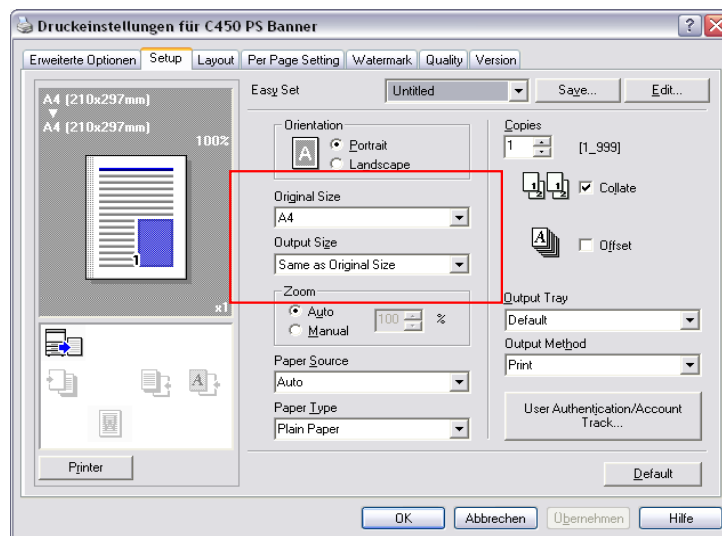 Druckeinstellungen für C450 PS Banner
Erweiterte Optionen Setup Layout Per Page Setting Watermark Quality Version
A4 (210x297mm)
A4 (210x297mm)
100%
1
x1
Printer
Easy Set Untitled Save... Edit...
Orientation
A
Portrait
Landscape
Original Size
A4
Output Size
Same as Original Size
Zoom
Auto
Manual
100 %
Paper Source
Auto
Paper Type
Plain Paper
Copies
1 [1_999]
Collate
Offset
Output Tray
Default
Output Method
Print
User Authentication/Account
Track...
Default
OK Abbrechen Übernehmen Hilfe